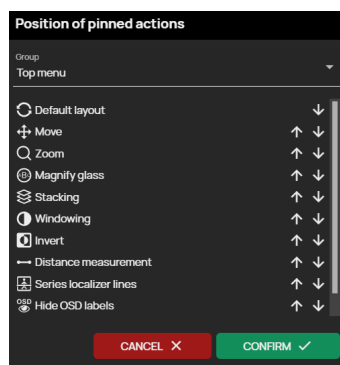 Position of pinned actions
Group
Top menu
Default layout
Move
Zoom
B Magnify glass
Stacking
Windowing
Invert
Distance measurement
Series localizer lines
OSD Hide OSD labels
CANCEL CONFIRM